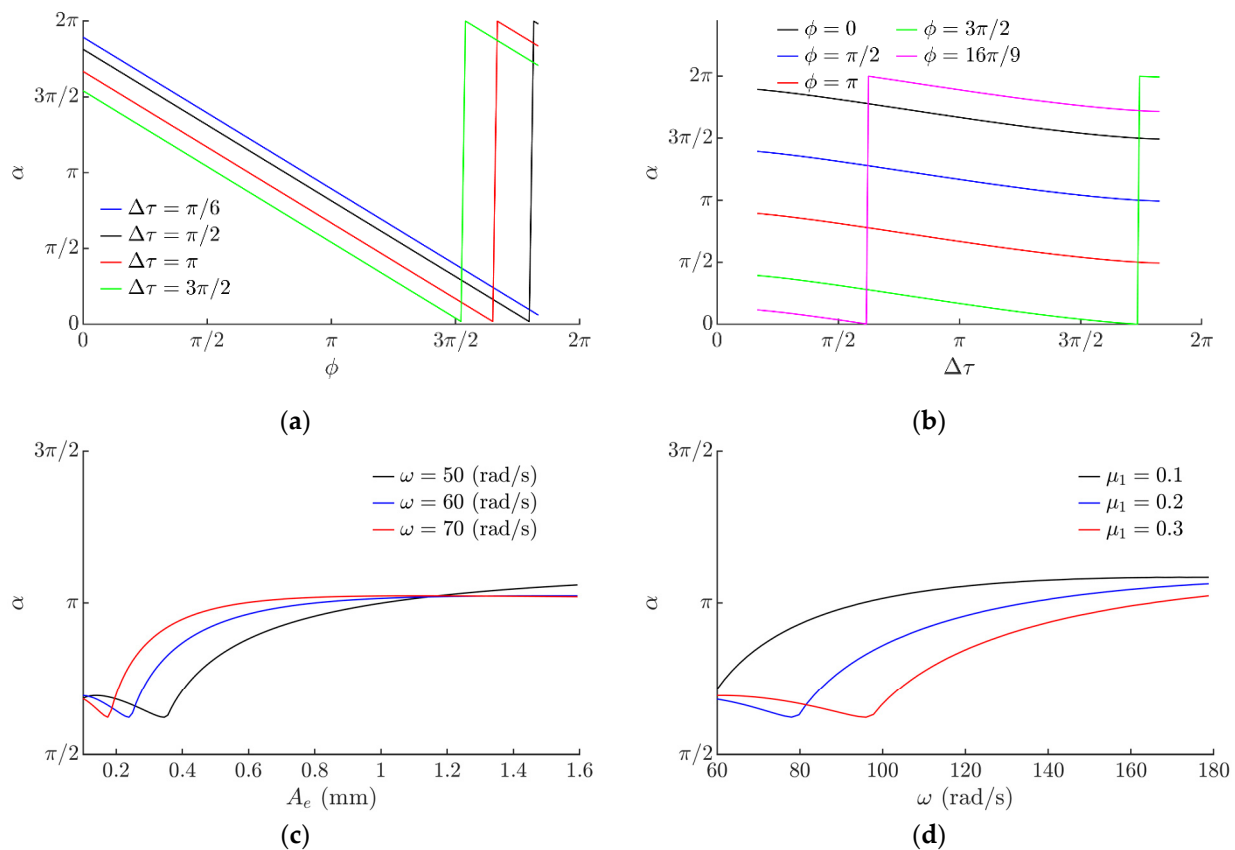 2π
3π/2
π
π/2
0
α
Δτ = π/6
Δτ = π/2
Δτ = π
Δτ = 3π/2
0 π/2 π 3π/2 2π
ϕ
(a)
ϕ = 0
ϕ = π/2
ϕ = π
ϕ = 3π/2
ϕ = 16π/9
2π
3π/2
π
π/2
0
α
0 π/2 π 3π/2 2π
Δτ
(b)
3π/2
π
π/2
α
ω = 50 (rad/s)
ω = 60 (rad/s)
ω = 70 (rad/s)
0.2 0.4 0.6 0.8 1 1.2 1.4 1.6
A_e (mm)
(c)
3π/2
π
π/2
α
μ₁ = 0.1
μ₁ = 0.2
μ₁ = 0.3
60 80 100 120 140 160 180
ω (rad/s)
(d)